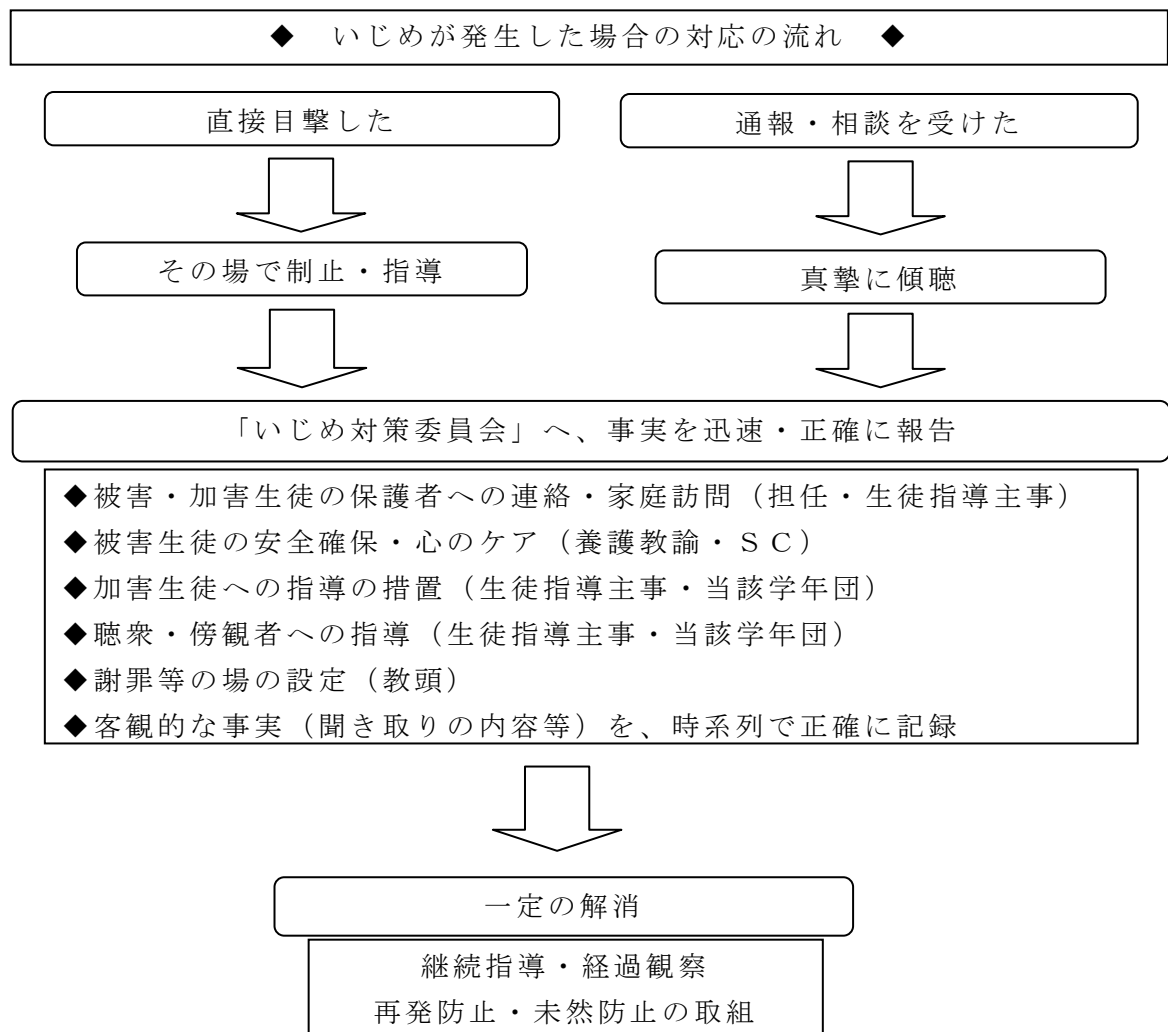 ◆ いじめが発生した場合の対応の流れ ◆
直接目撃した
通報・相談を受けた
その場で制止・指導
真摯に傾聴
「いじめ対策委員会」へ、事実を迅速・正確に報告
◆被害・加害生徒の保護者への連絡・家庭訪問（担任・生徒指導主事）
◆被害生徒の安全確保・心のケア（養護教諭・ＳＣ）
◆加害生徒への指導の措置（生徒指導主事・当該学年団）
◆聴衆・傍観者への指導（生徒指導主事・当該学年団）
◆謝罪等の場の設定（教頭）
◆客観的な事実（聞き取りの内容等）を、時系列で正確に記録
一定の解消
継続指導・経過観察
再発防止・未然防止の取組